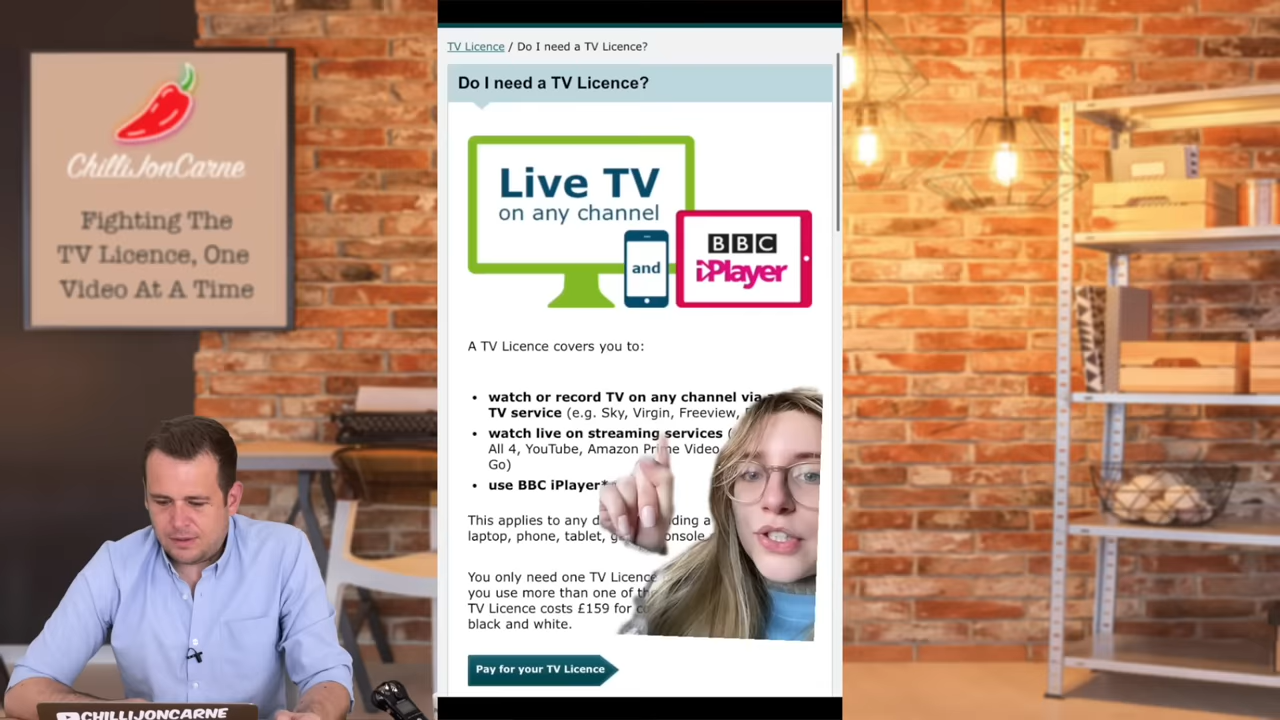 ChilliJonCarne
Fighting The
TV Licence, One
Video At A Time
CHILLIJONCARNE
TV Licence / Do I need a TV Licence?
Do I need a TV Licence?
Live TV
on any channel
and
BBC
iPlayer
A TV Licence covers you to:
• watch or record TV on any channel via
TV service (e.g. Sky, Virgin, Freeview,
• watch live on streaming services (
All 4, YouTube, Amazon Prime Video
Go)
• use BBC iPlayer*
This applies to any d
laptop, phone, tablet,
You only need one TV Licence
you use more than one of
TV Licence costs £159 for
black and white.
Pay for your TV Licence